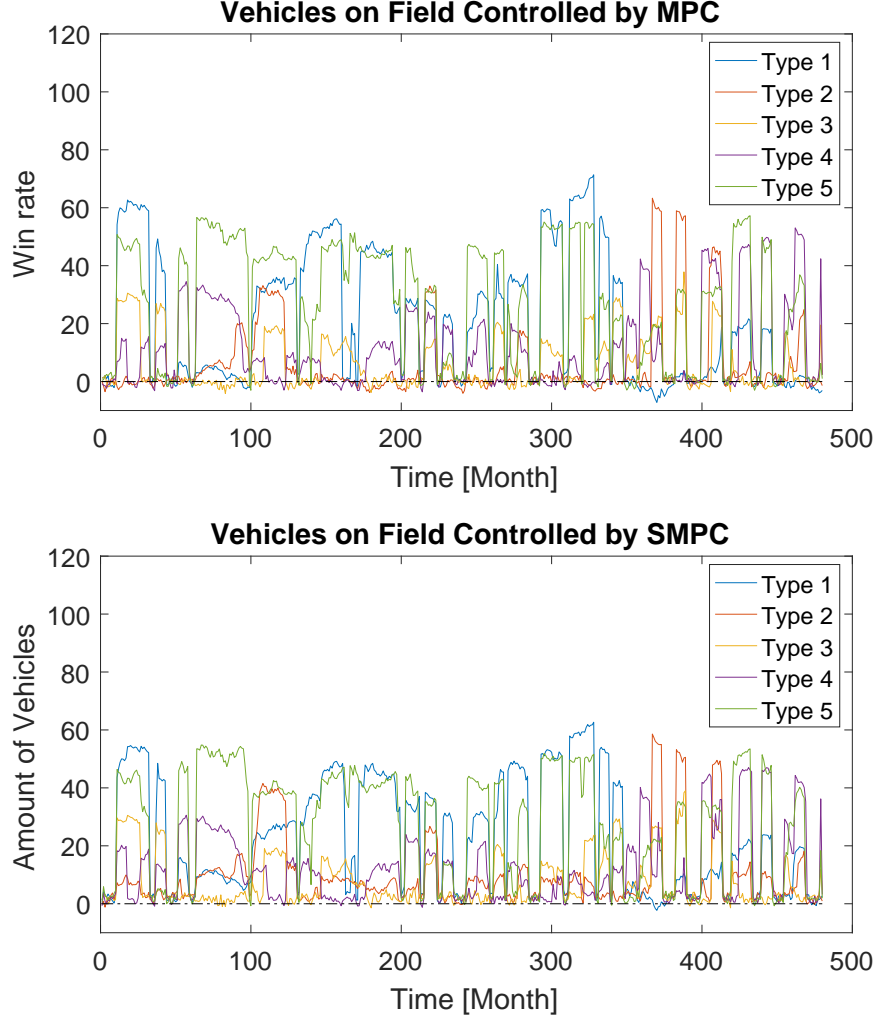 Vehicles on Field Controlled by MPC
120
100
80
60
40
20
0
Win rate
0 100 200 300 400 500
Time [Month]
Type 1
Type 2
Type 3
Type 4
Type 5
Vehicles on Field Controlled by SMPC
120
100
80
60
40
20
0
Amount of Vehicles
0 100 200 300 400 500
Time [Month]
Type 1
Type 2
Type 3
Type 4
Type 5